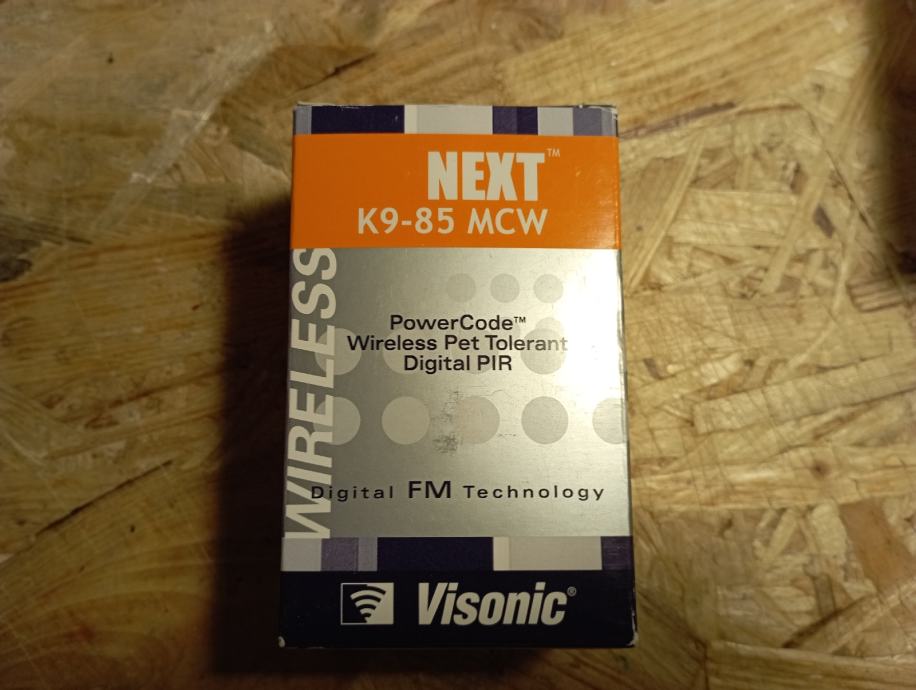 NEXT™
K9-85 MCW
WIRELESS
PowerCode™
Wireless Pet Tolerant
Digital PIR
Digital FM Technology
Visonic®